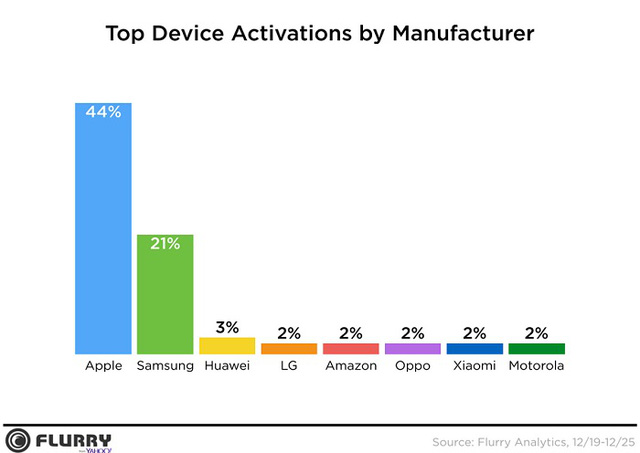 Top Device Activations by Manufacturer
44%
21%
3%
2%
2%
2%
2%
2%
Apple Samsung Huawei LG Amazon Oppo Xiaomi Motorola
FLURRY
from YAHOO!
Source: Flurry Analytics, 12/19-12/25